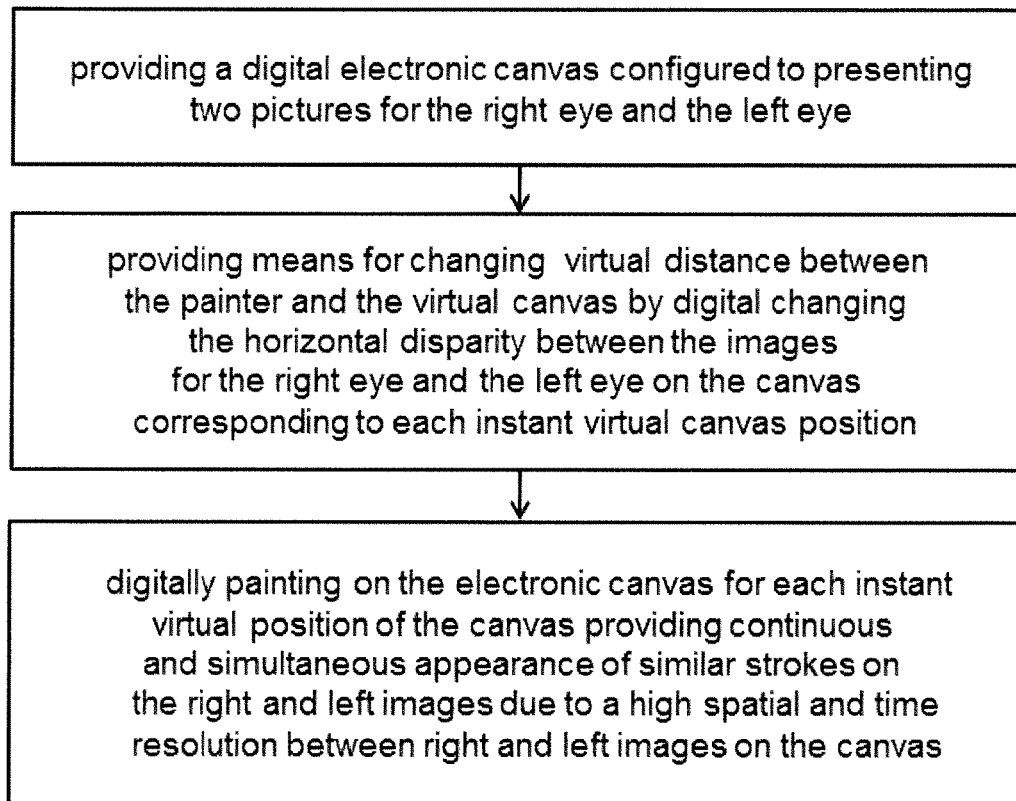 providing a digital electronic canvas configured to presenting
two pictures for the right eye and the left eye
providing means for changing virtual distance between
the painter and the virtual canvas by digital changing
the horizontal disparity between the images
for the right eye and the left eye on the canvas
corresponding to each instant virtual canvas position
digitally painting on the electronic canvas for each instant
virtual position of the canvas providing continuous
and simultaneous appearance of similar strokes on
the right and left images due to a high spatial and time
resolution between right and left images on the canvas